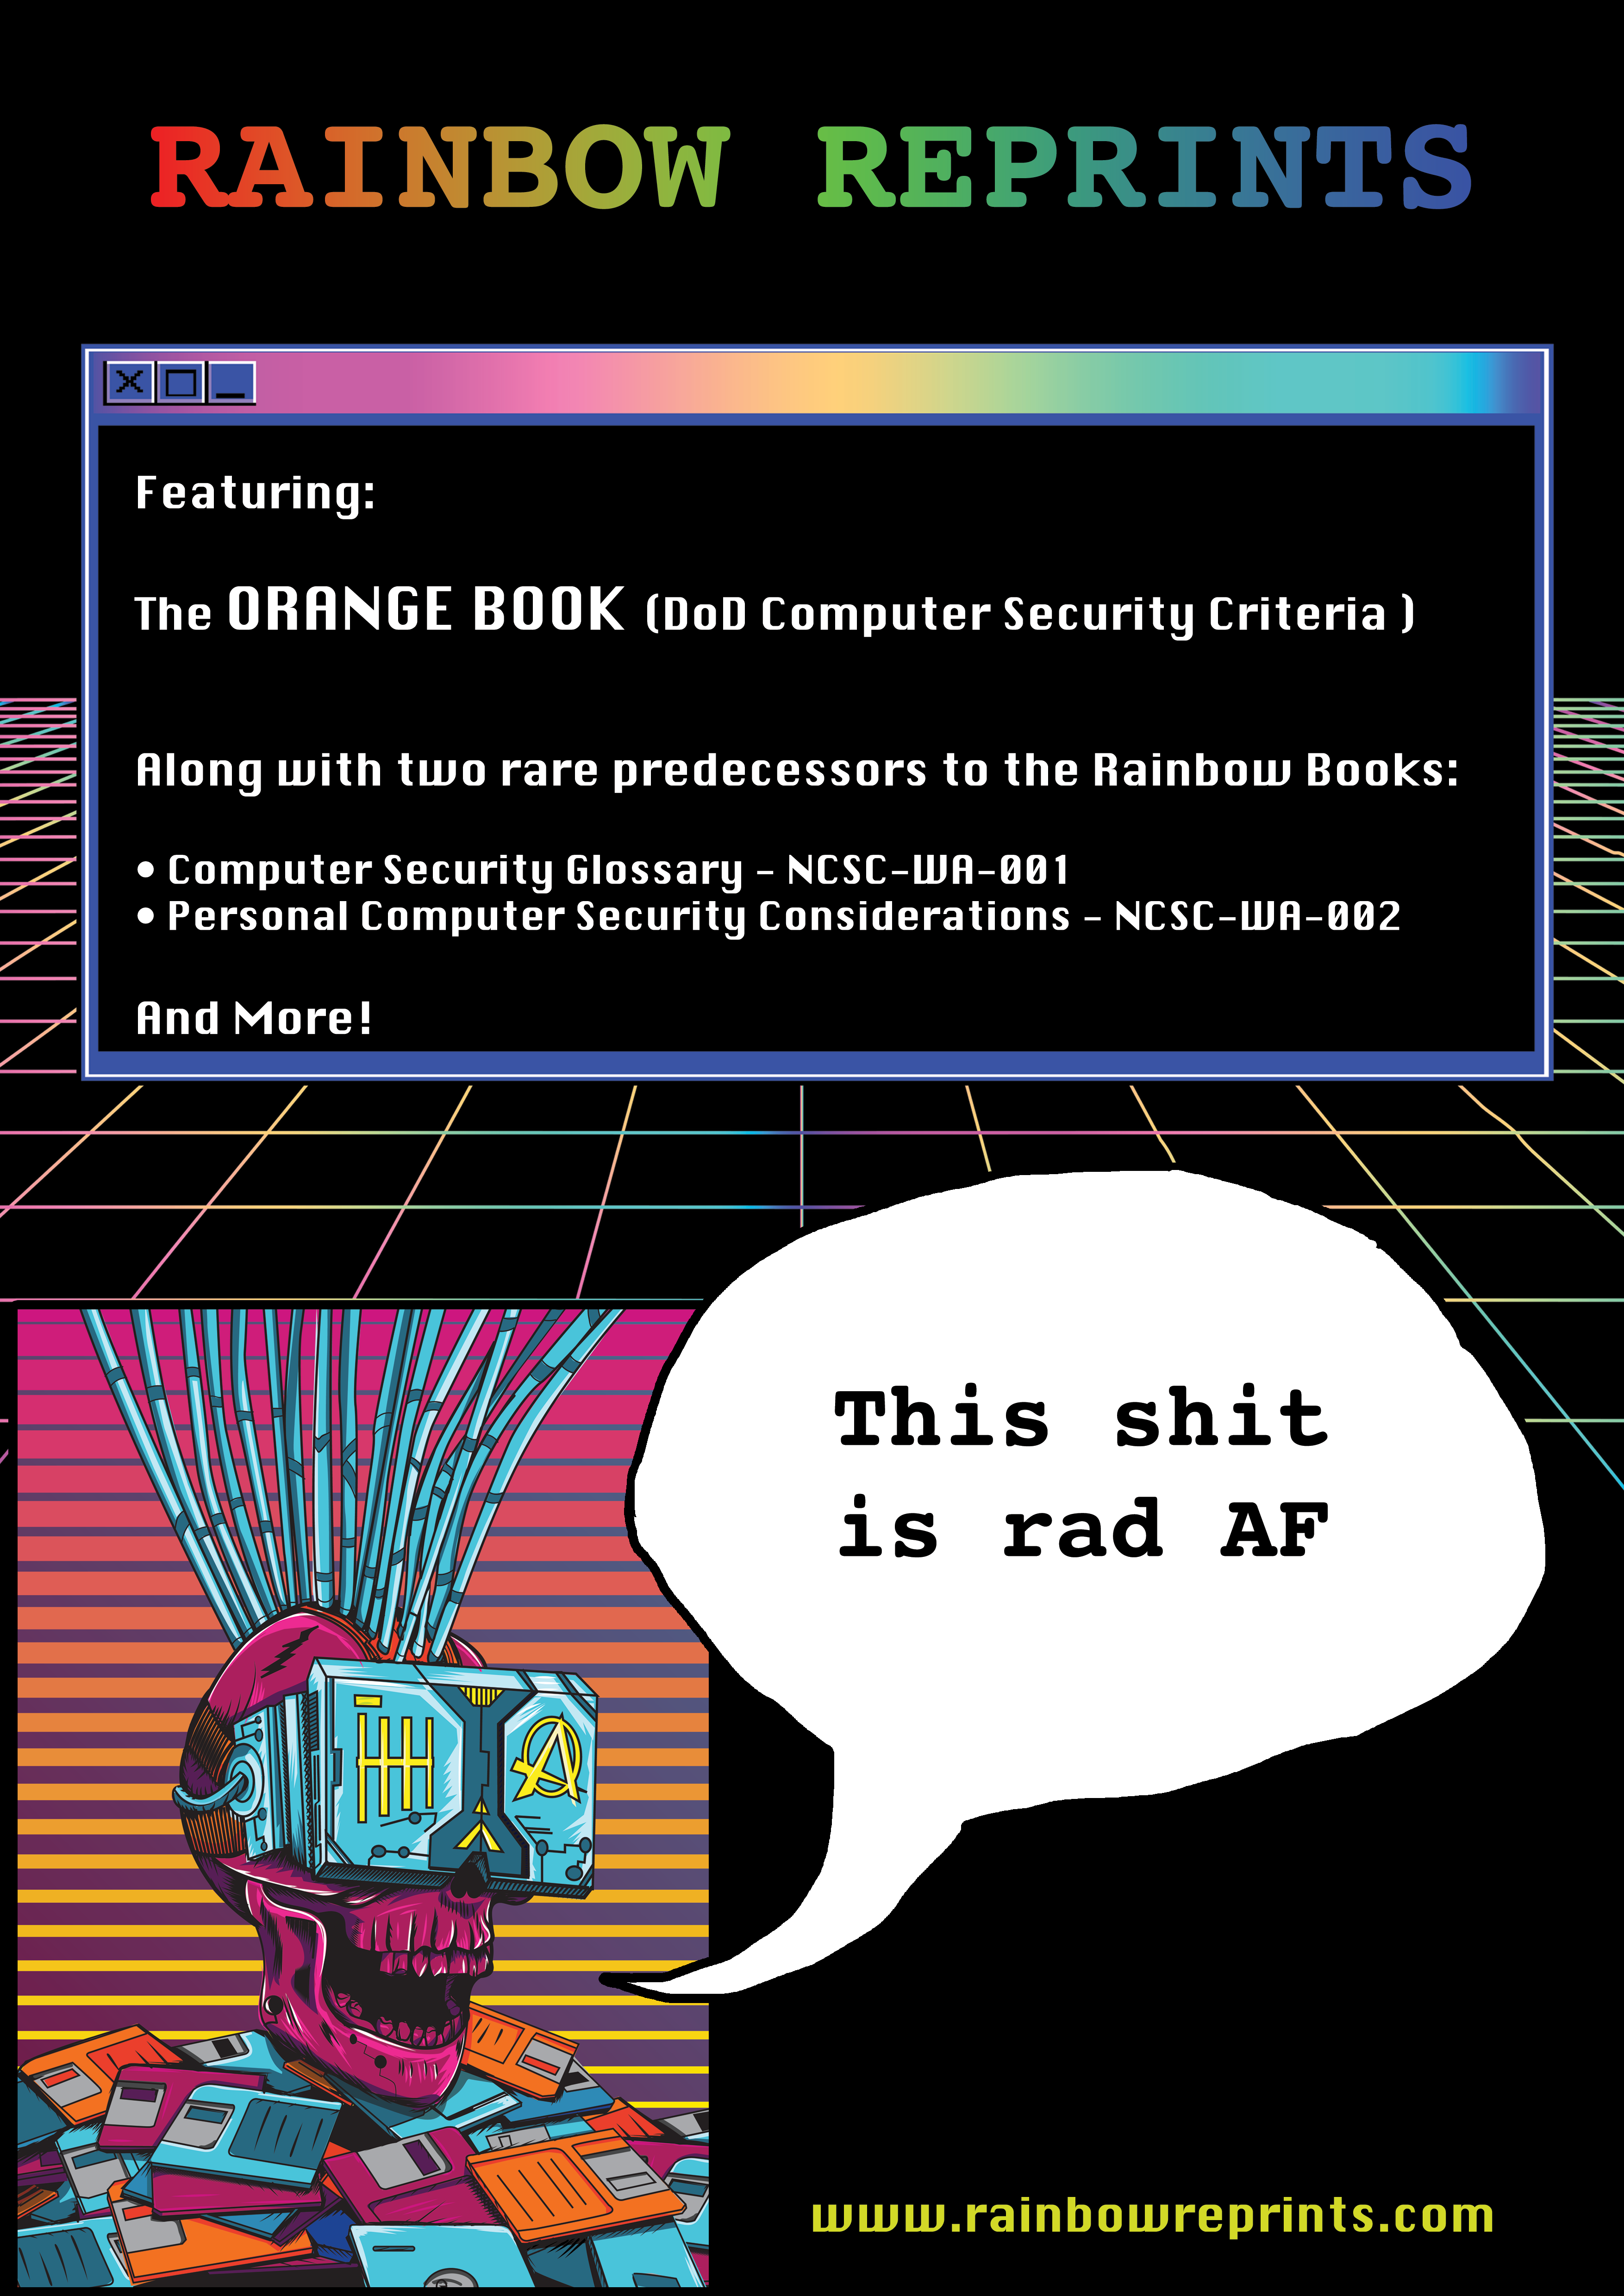 RAINBOW REPRINTS
Featuring:
The ORANGE BOOK (DoD Computer Security Criteria )
Along with two rare predecessors to the Rainbow Books:
• Computer Security Glossary - NCSC-WA-001
• Personal Computer Security Considerations - NCSC-WA-002
And More!
This shit
is rad AF
www.rainbowreprints.com